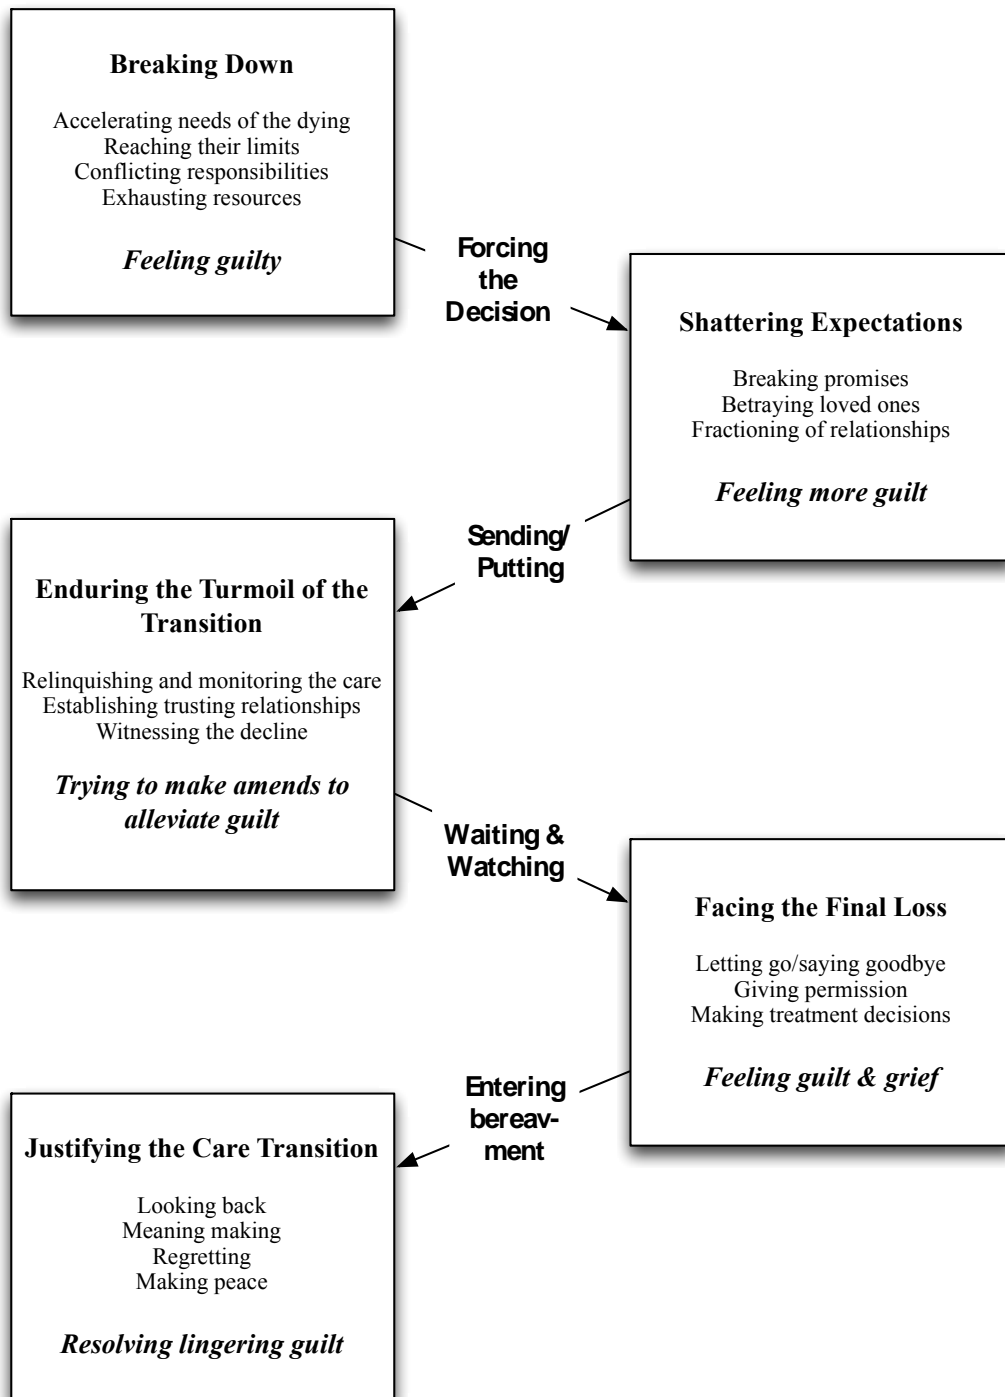 Breaking Down
Accelerating needs of the dying
Reaching their limits
Conflicting responsibilities
Exhausting resources
Feeling guilty
Forcing
the
Decision
Shattering Expectations
Breaking promises
Betraying loved ones
Fractioning of relationships
Feeling more guilt
Sending/
Putting
Enduring the Turmoil of the
Transition
Relinquishing and monitoring the care
Establishing trusting relationships
Witnessing the decline
Trying to make amends to
alleviate guilt
Waiting &
Watching
Facing the Final Loss
Letting go/saying goodbye
Giving permission
Making treatment decisions
Feeling guilt & grief
Entering
bereav-
ment
Justifying the Care Transition
Looking back
Meaning making
Regretting
Making peace
Resolving lingering guilt